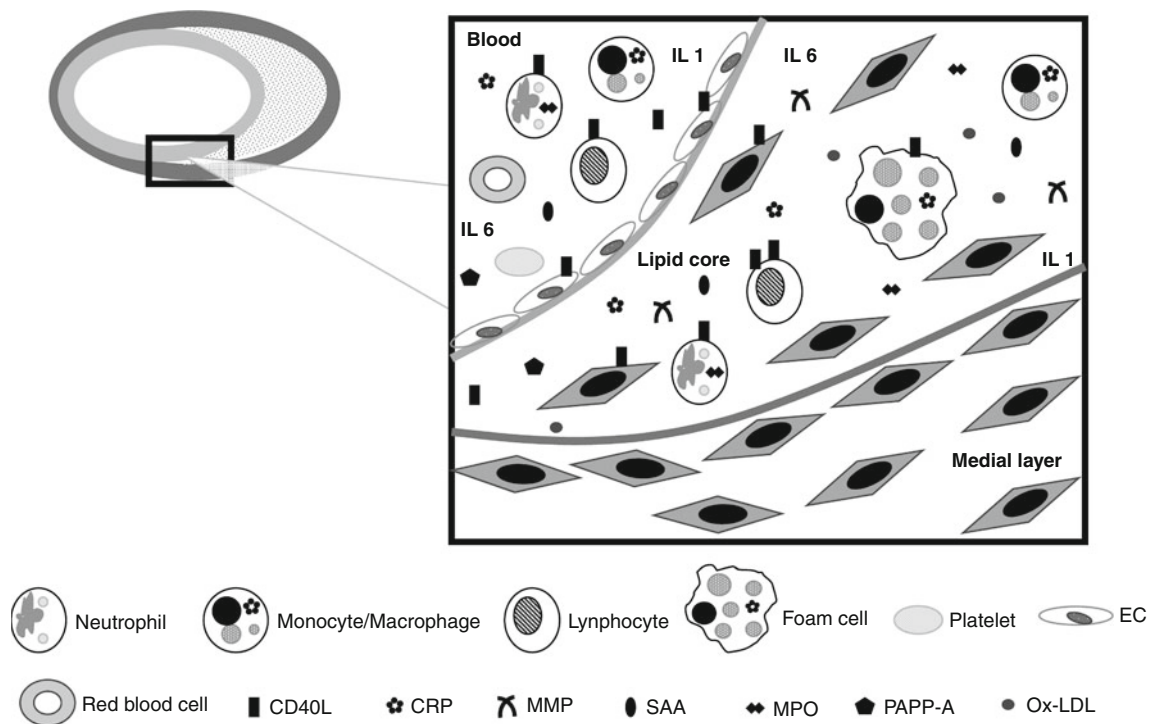 Blood
IL 1
IL 6
IL 6
Lipid core
IL 1
Medial layer
Neutrophil
Monocyte/Macrophage
Lynphocyte
Foam cell
Platelet
EC
Red blood cell
CD40L
CRP
MMP
SAA
MPO
PAPP-A
Ox-LDL